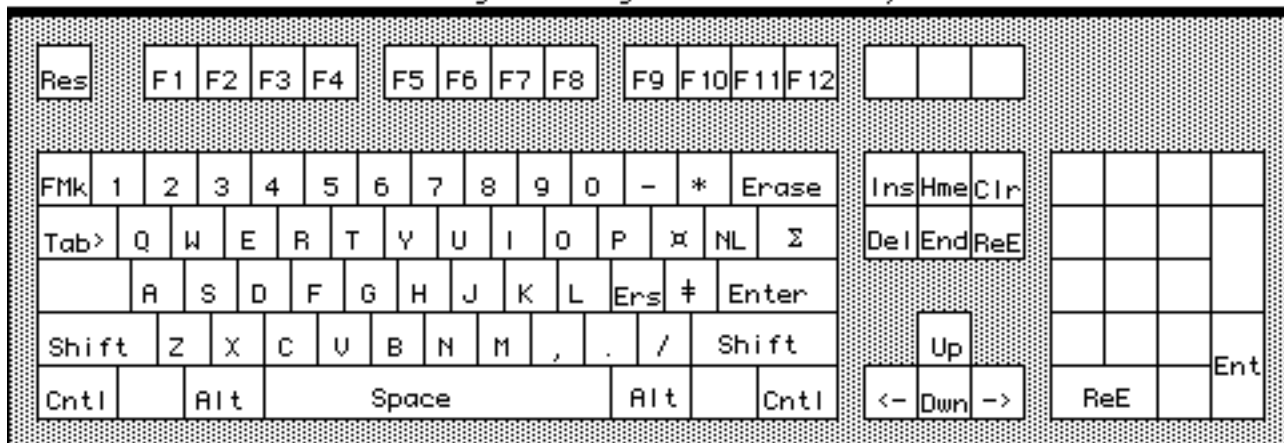 Res F1 F2 F3 F4 F5 F6 F7 F8 F9 F10 F11 F12
FMk 1 2 3 4 5 6 7 8 9 0 - * Erase Ins Hme Clr
Tab> Q W E R T Y U I O P ¤ NL Σ Del End ReE
A S D F G H J K L Ers ‡ Enter
Shift Z X C V B N M , . / Shift Up Ent
Cntl Alt Space Alt Cntl <- Dwn -> ReE